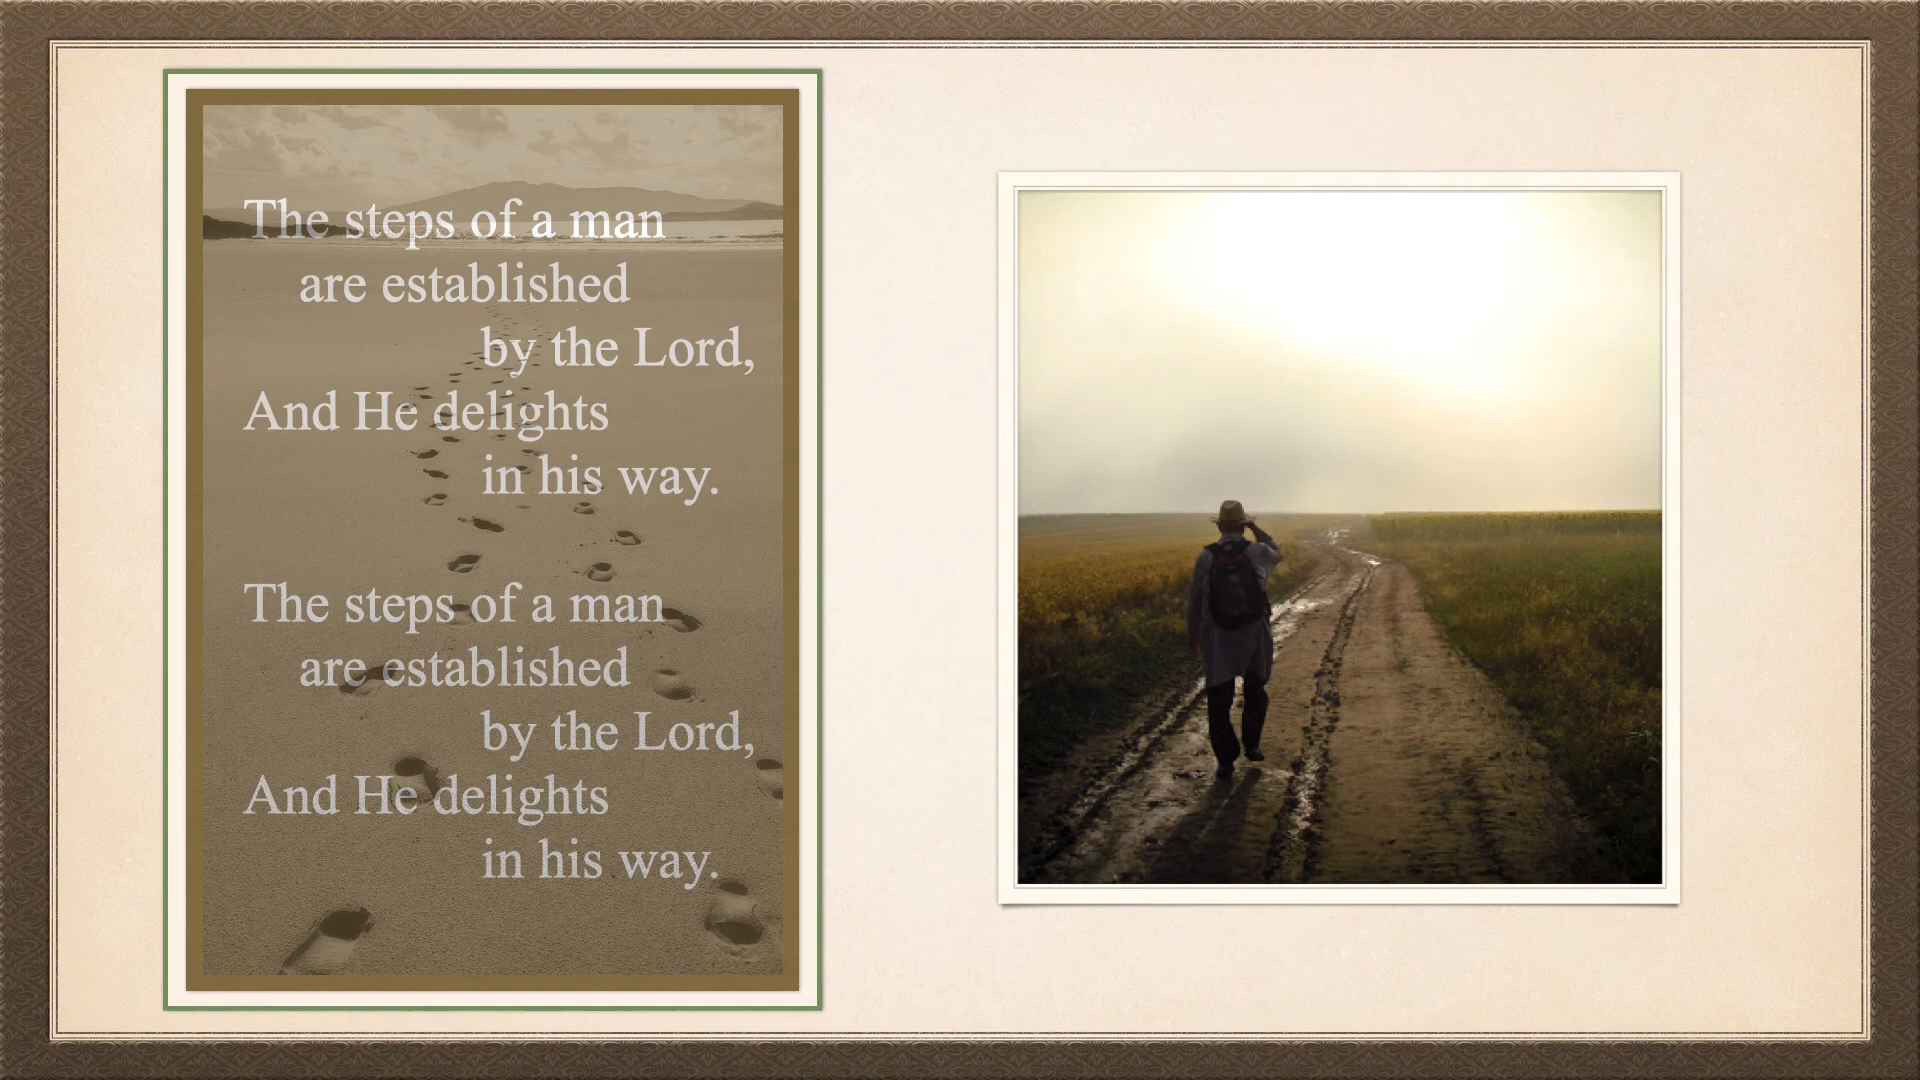 The steps of a man
are established
by the Lord,
And He delights
in his way.
The steps of a man
are established
by the Lord,
And He delights
in his way.